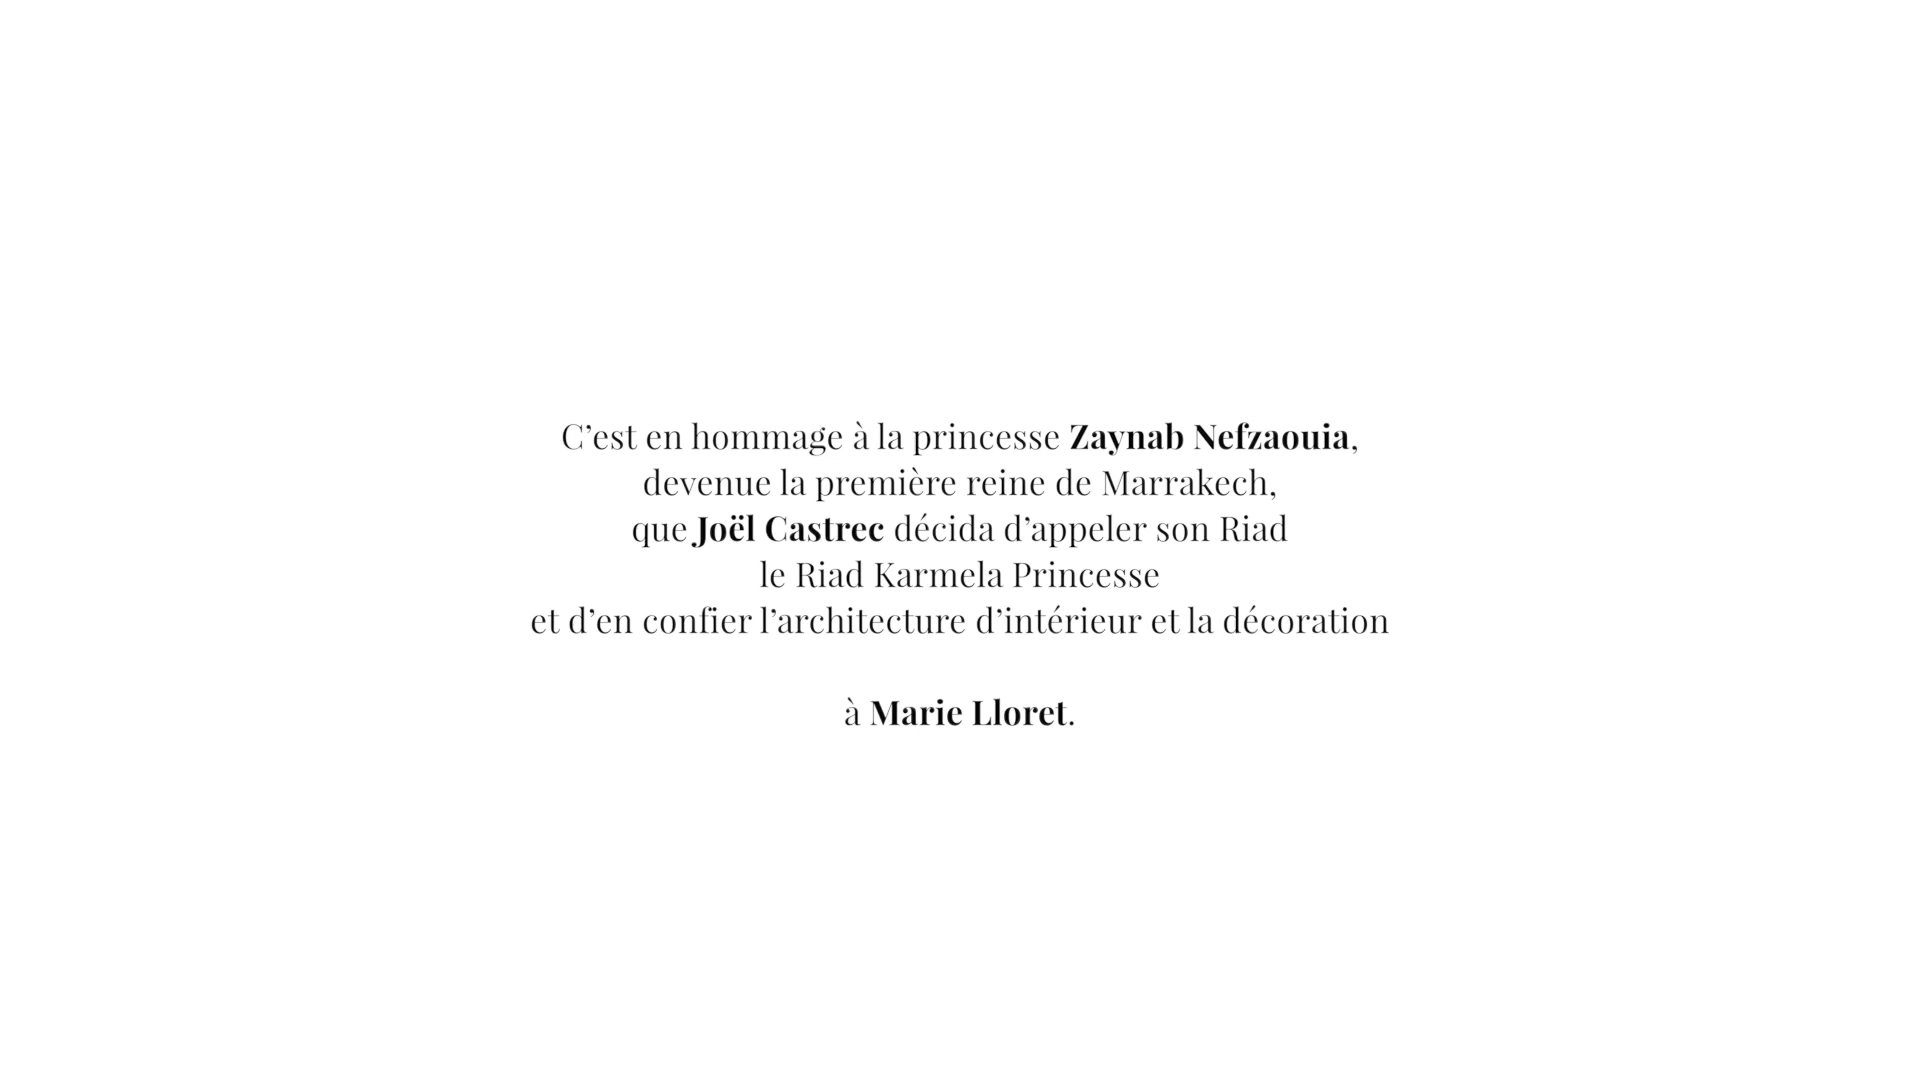 C’est en hommage à la princesse Zaynab Nefzaouia,
devenue la première reine de Marrakech,
que Joël Castrec décida d’appeler son Riad
le Riad Karmela Princesse
et d’en confier l’architecture d’intérieur et la décoration
à Marie Lloret.